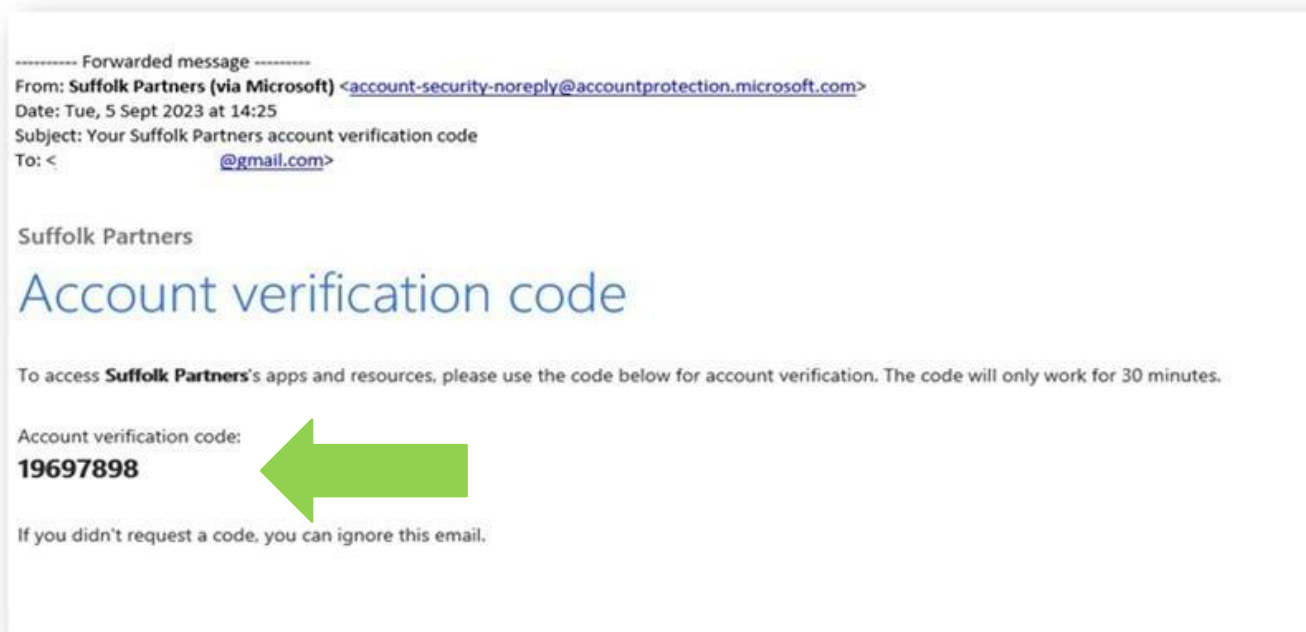 ---------- Forwarded message ---------
From: Suffolk Partners (via Microsoft) <account-security-noreply@accountprotection.microsoft.com>
Date: Tue, 5 Sept 2023 at 14:25
Subject: Your Suffolk Partners account verification code
To: < @gmail.com>
Suffolk Partners
Account verification code
To access Suffolk Partners's apps and resources, please use the code below for account verification. The code will only work for 30 minutes.
Account verification code:
19697898
If you didn't request a code, you can ignore this email.